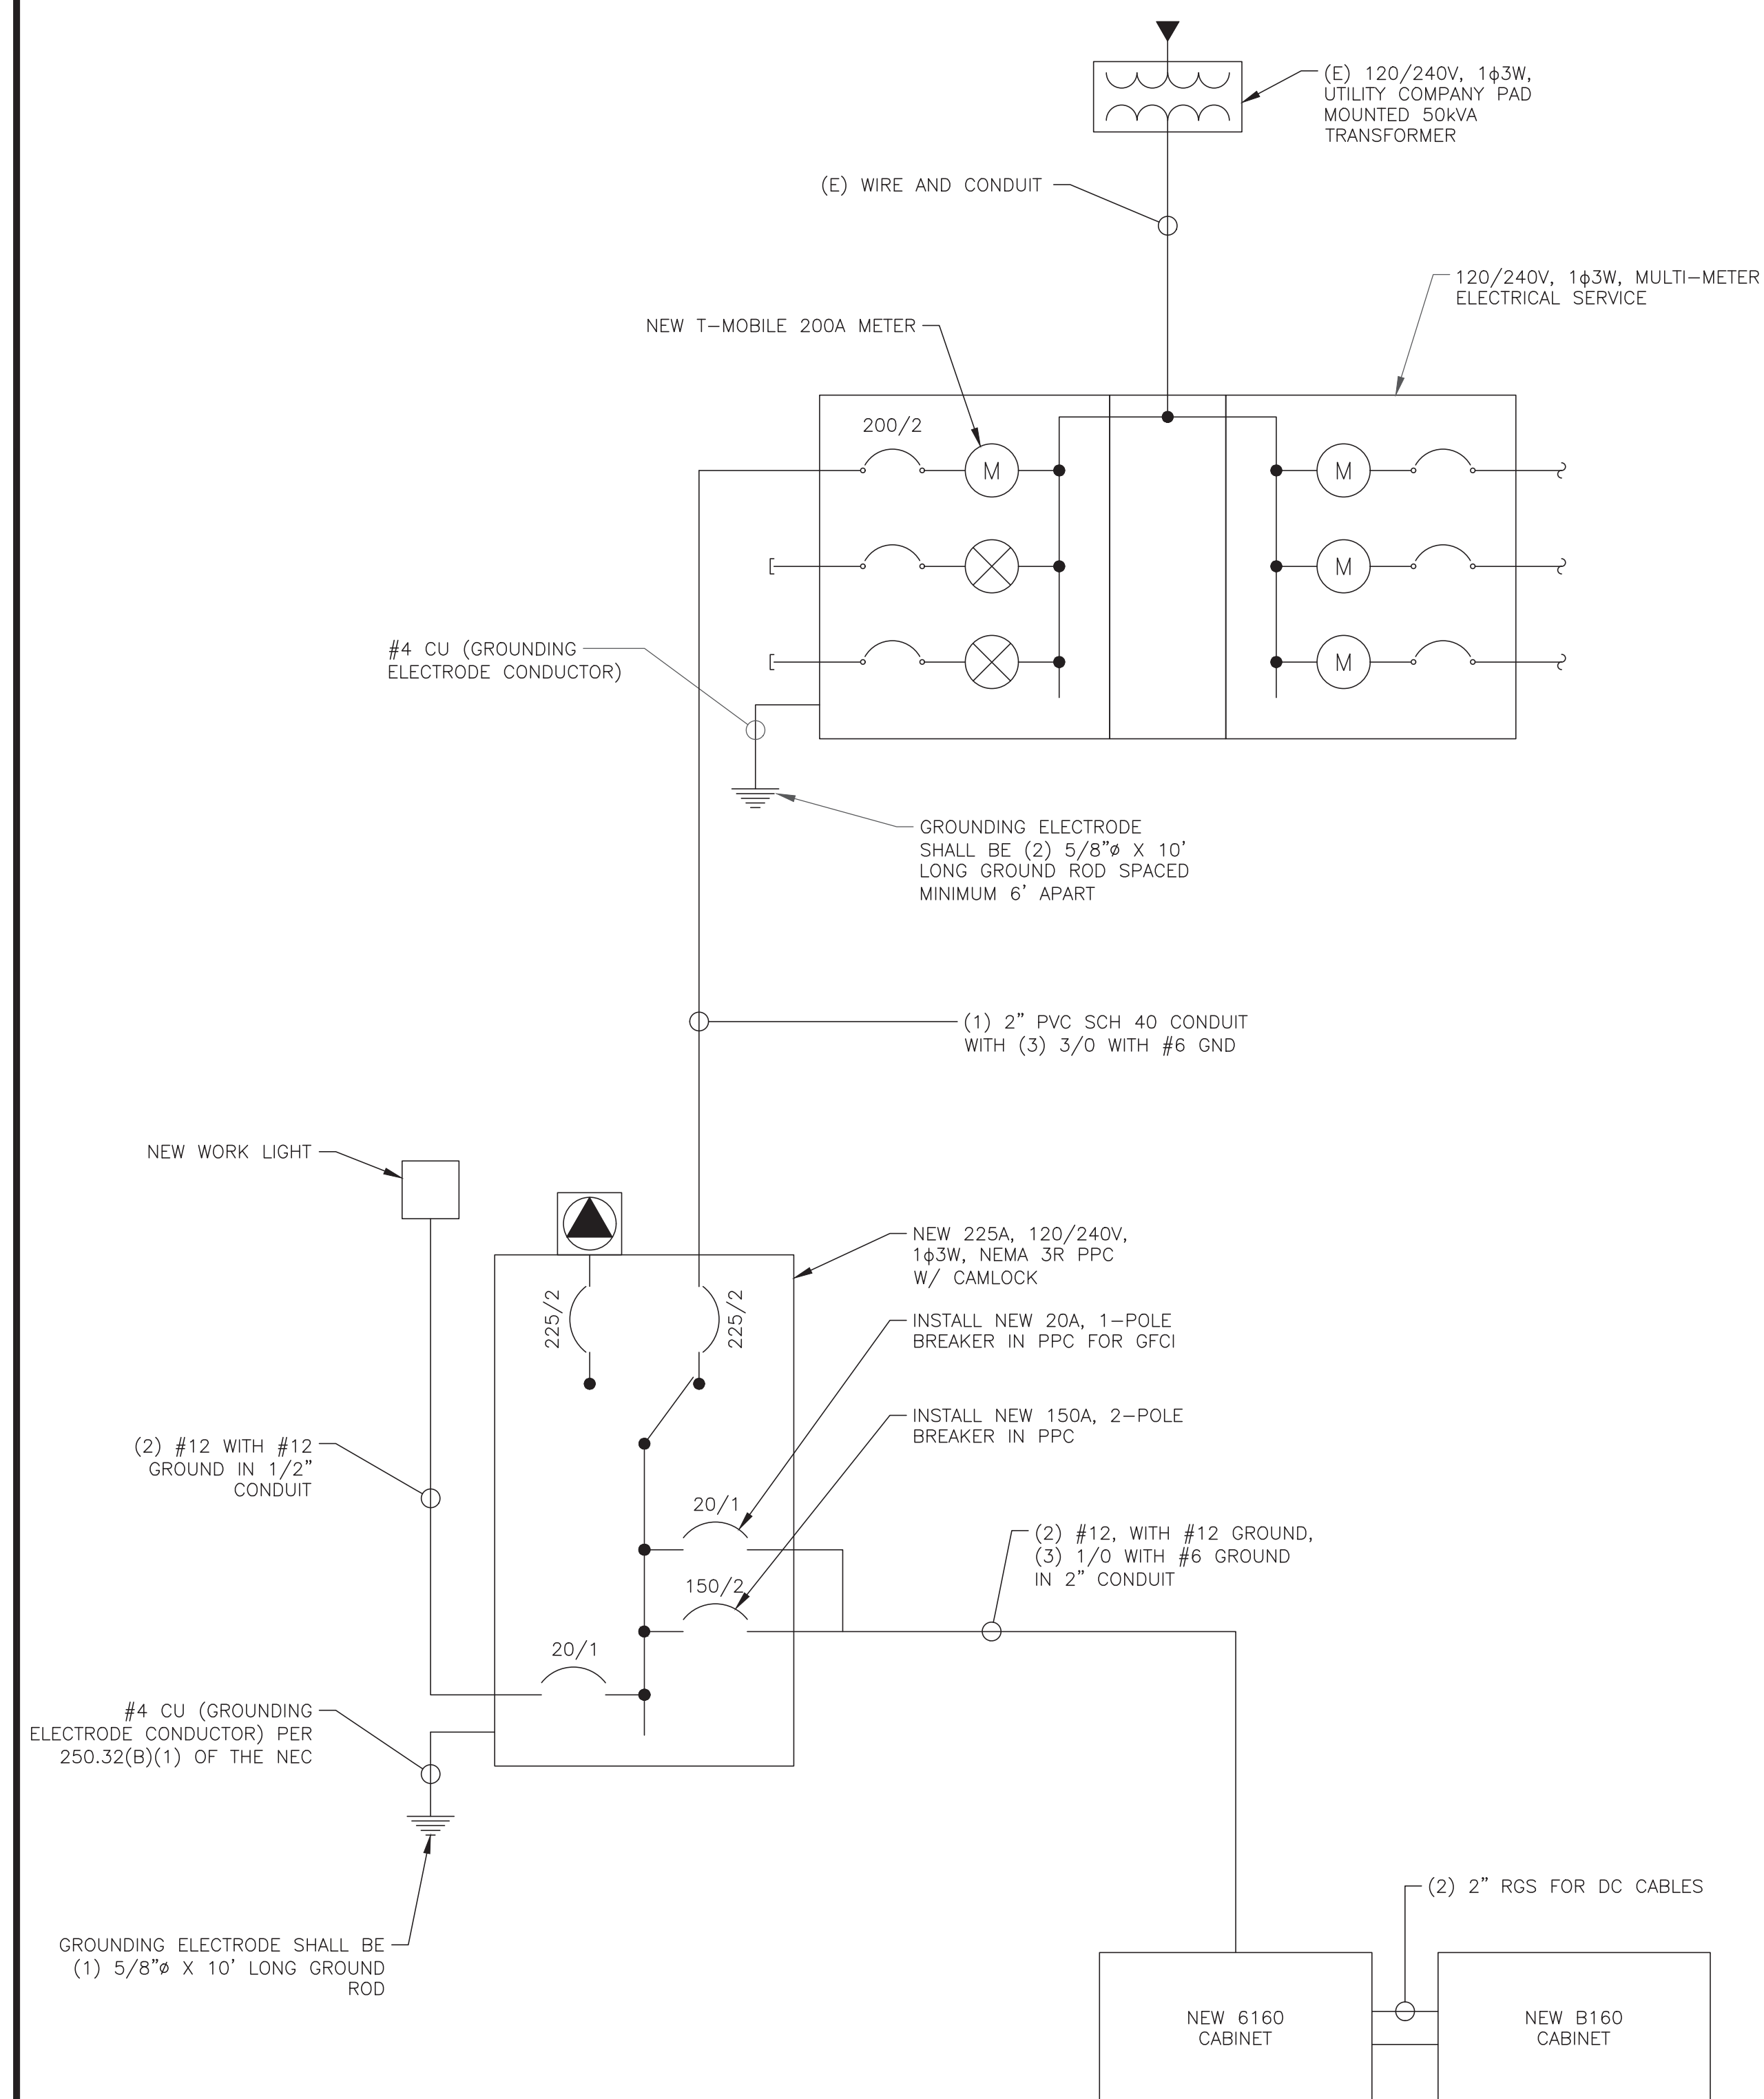 (E) 120/240V, 1ϕ3W,
UTILITY COMPANY PAD
MOUNTED 50kVA
TRANSFORMER
(E) WIRE AND CONDUIT
120/240V, 1ϕ3W, MULTI-METER
ELECTRICAL SERVICE
NEW T-MOBILE 200A METER
200/2
M
M
M
M
#4 CU (GROUNDING
ELECTRODE CONDUCTOR)
GROUNDING ELECTRODE
SHALL BE (2) 5/8"ø X 10'
LONG GROUND ROD SPACED
MINIMUM 6' APART
(1) 2" PVC SCH 40 CONDUIT
WITH (3) 3/0 WITH #6 GND
NEW WORK LIGHT
NEW 225A, 120/240V,
1ϕ3W, NEMA 3R PPC
W/ CAMLOCK
225/2
225/2
INSTALL NEW 20A, 1-POLE
BREAKER IN PPC FOR GFCI
INSTALL NEW 150A, 2-POLE
BREAKER IN PPC
(2) #12 WITH #12
GROUND IN 1/2"
CONDUIT
20/1
(2) #12, WITH #12 GROUND,
(3) 1/0 WITH #6 GROUND
IN 2" CONDUIT
150/2
20/1
#4 CU (GROUNDING
ELECTRODE CONDUCTOR) PER
250.32(B)(1) OF THE NEC
(2) 2" RGS FOR DC CABLES
GROUNDING ELECTRODE SHALL BE
(1) 5/8"ø X 10' LONG GROUND
ROD
NEW 6160
CABINET
NEW B160
CABINET